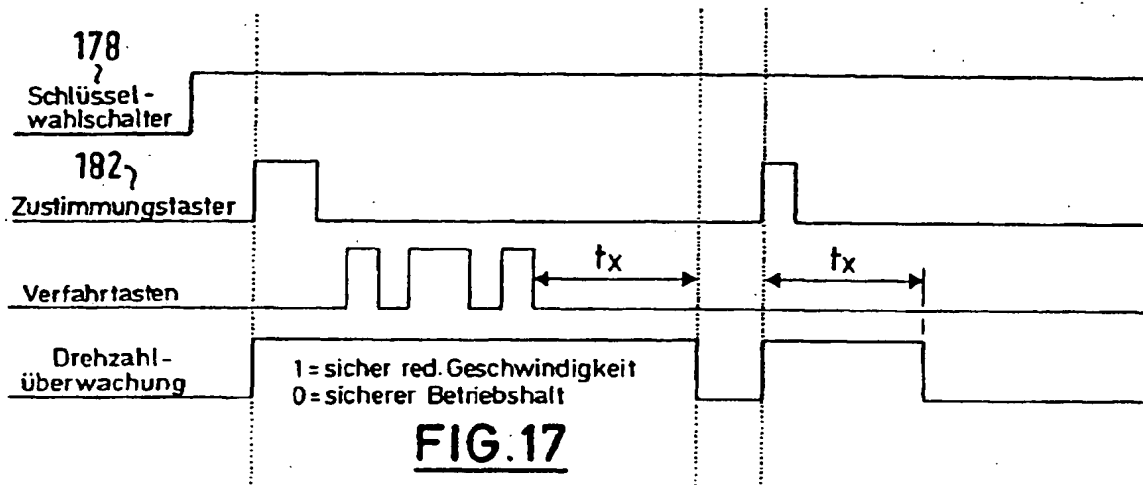 178
Schlüssel-
wahlschalter
182
Zustimmungstaster
tx
tx
Verfahrtasten
Drehzahl-
überwachung
1 = sicher red. Geschwindigkeit
0 = sicherer Betriebshalt
FIG. 17